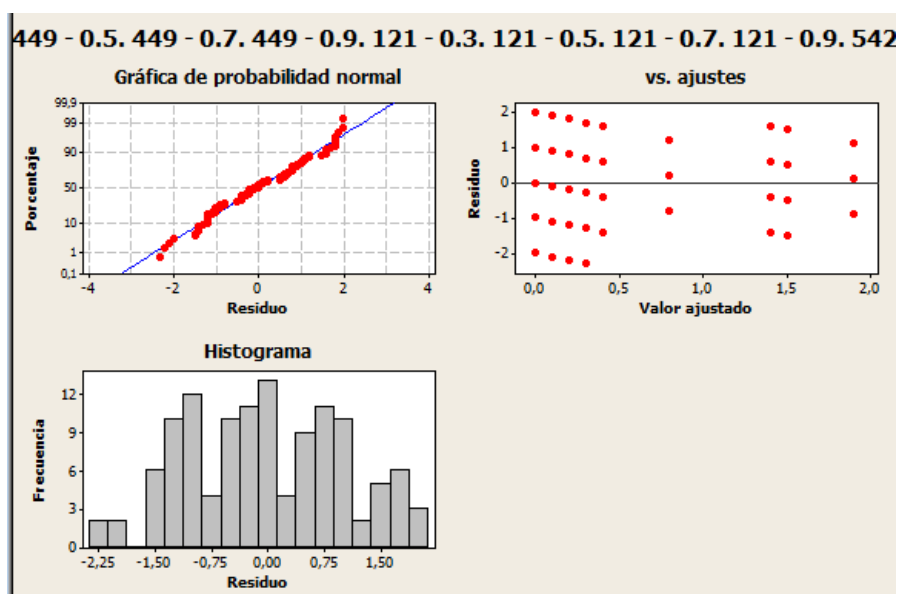 449 - 0.5. 449 - 0.7. 449 - 0.9. 121 - 0.3. 121 - 0.5. 121 - 0.7. 121 - 0.9. 542
Gráfica de probabilidad normal
99,9
99
90
50
10
1
0,1
Porcentaje
-4 -2 0 2 4
Residuo
vs. ajustes
2
1
0
-1
-2
Residuo
0,0 0,5 1,0 1,5 2,0
Valor ajustado
Histograma
12
9
6
3
0
Frecuencia
-2,25 -1,50 -0,75 0,00 0,75 1,50
Residuo